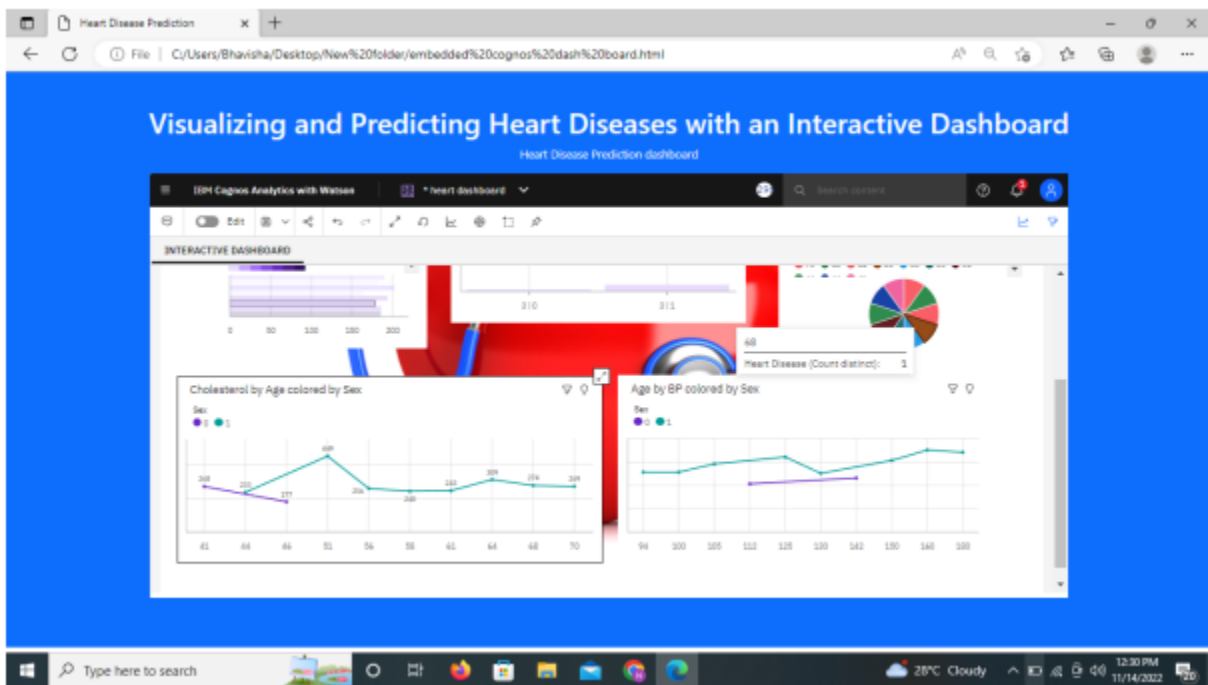 Heart Disease Prediction
File | C:/Users/Bhavisha/Desktop/New%20folder/embedded%20cognos%20dash%20board.html
Visualizing and Predicting Heart Diseases with an Interactive Dashboard
Heart Disease Prediction dashboard
IBM Cognos Analytics with Watson * heart dashboard Search content
Edit
INTERACTIVE DASHBOARD
310 311
0 50 100 150 200
68
Heart Disease (Count distinct): 1
Cholesterol by Age colored by Sex
Sex
0 1
41 44 46 51 56 58 61 64 68 70
Age by BP colored by Sex
Sex
0 1
94 100 105 125 130 142 150 160 180
Type here to search
28°C Cloudy
12:30 PM
11/14/2022
20